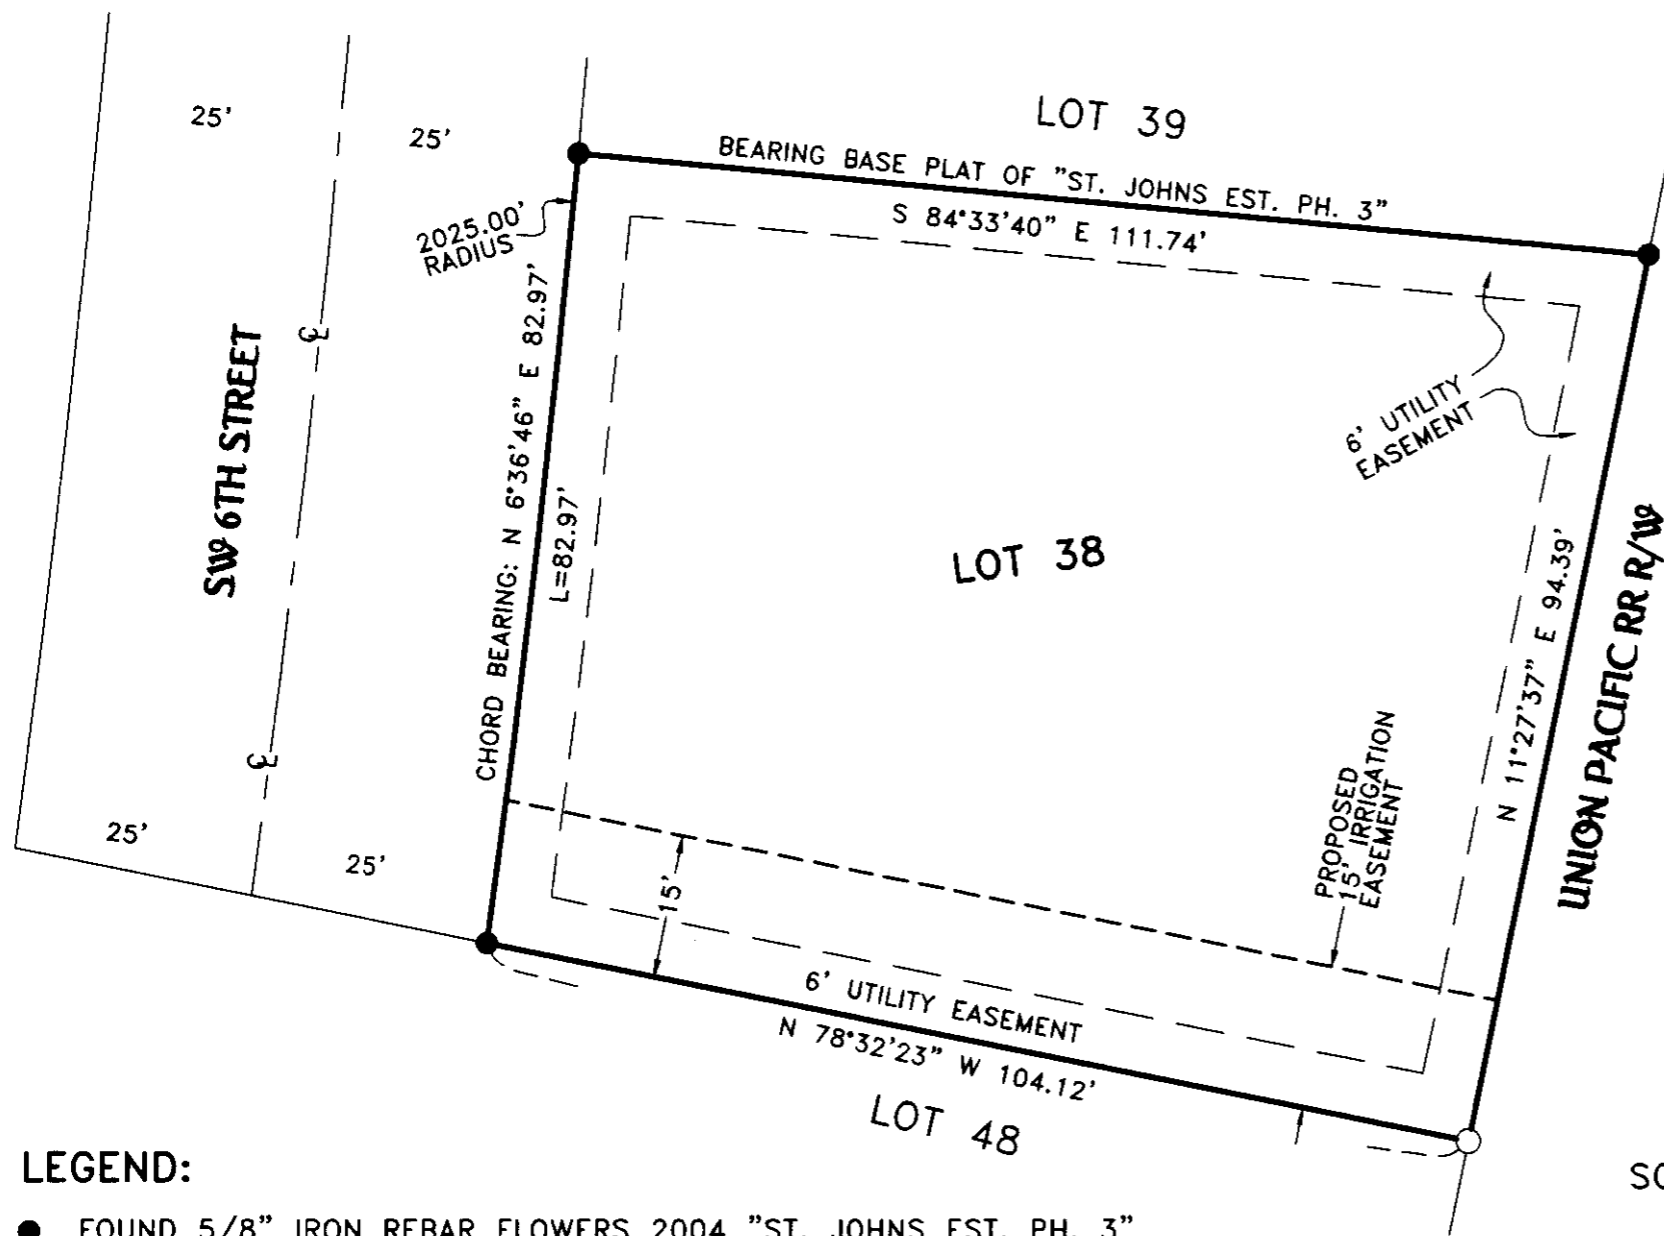 LOT 39
25'
25'
BEARING BASE PLAT OF "ST. JOHNS EST. PH. 3"
S 84°33'40" E 111.74'
2025.00'
RADIUS
CHORD BEARING: N 6°36'46" E 82.97'
L=82.97'
SW 6TH STREET
6' UTILITY
EASEMENT
LOT 38
N 11°27'37" E 94.39'
UNION PACIFIC RR R/W
PROPOSED
15' IRRIGATION
EASEMENT
25'
25'
15'
6' UTILITY EASEMENT
N 78°32'23" W 104.12'
LOT 48
LEGEND:
FOUND 5/8" IRON REBAR FLOWERS 2004 "ST. JOHNS EST. PH. 3"